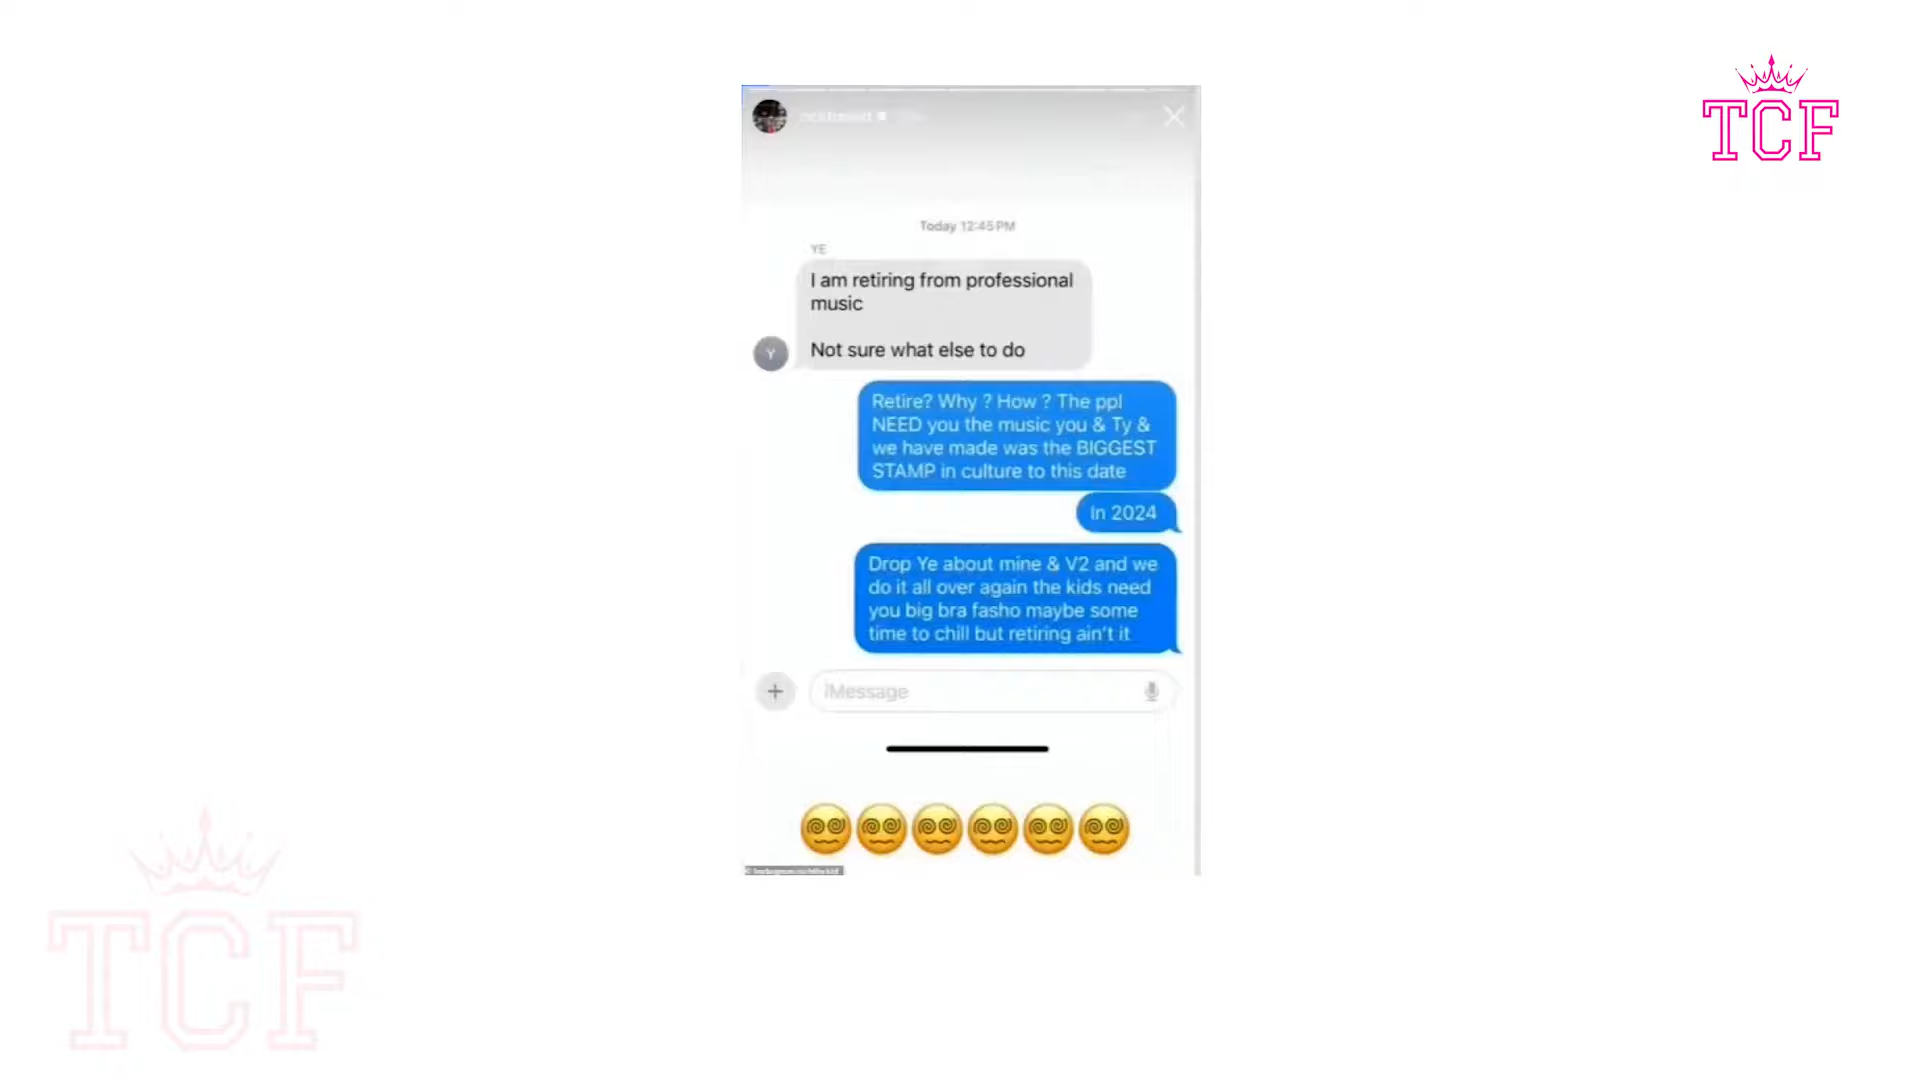 TCF
Today 12:45 PM
YE
I am retiring from professional
music
Not sure what else to do
Y
Retire? Why ? How ? The ppl
NEED you the music you & Ty &
we have made was the BIGGEST
STAMP in culture to this date
In 2024
Drop Ye about mine & V2 and we
do it all over again the kids need
you big bra fasho maybe some
time to chill but retiring ain't it
iMessage
TCF